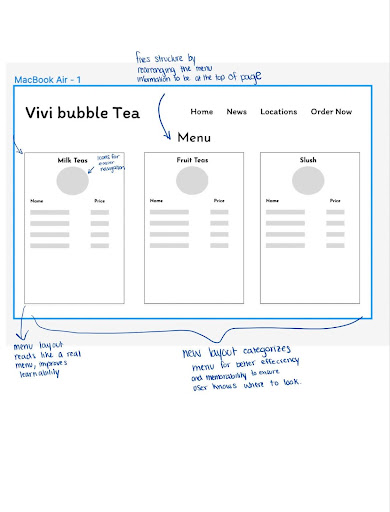 fixes structure by
rearranging the menu
information to be at the top of page
MacBook Air - 1
Vivi bubble Tea
Home News Locations Order Now
Menu
Milk Teas
icons for
easier
navigation
Name Price
Fruit Teas
Name Price
Slush
Name Price
menu layout
reads like a real
menu, improves
learnability
new layout categorizes
menu for better effeciency
and memorability to ensure
user knows where to look.